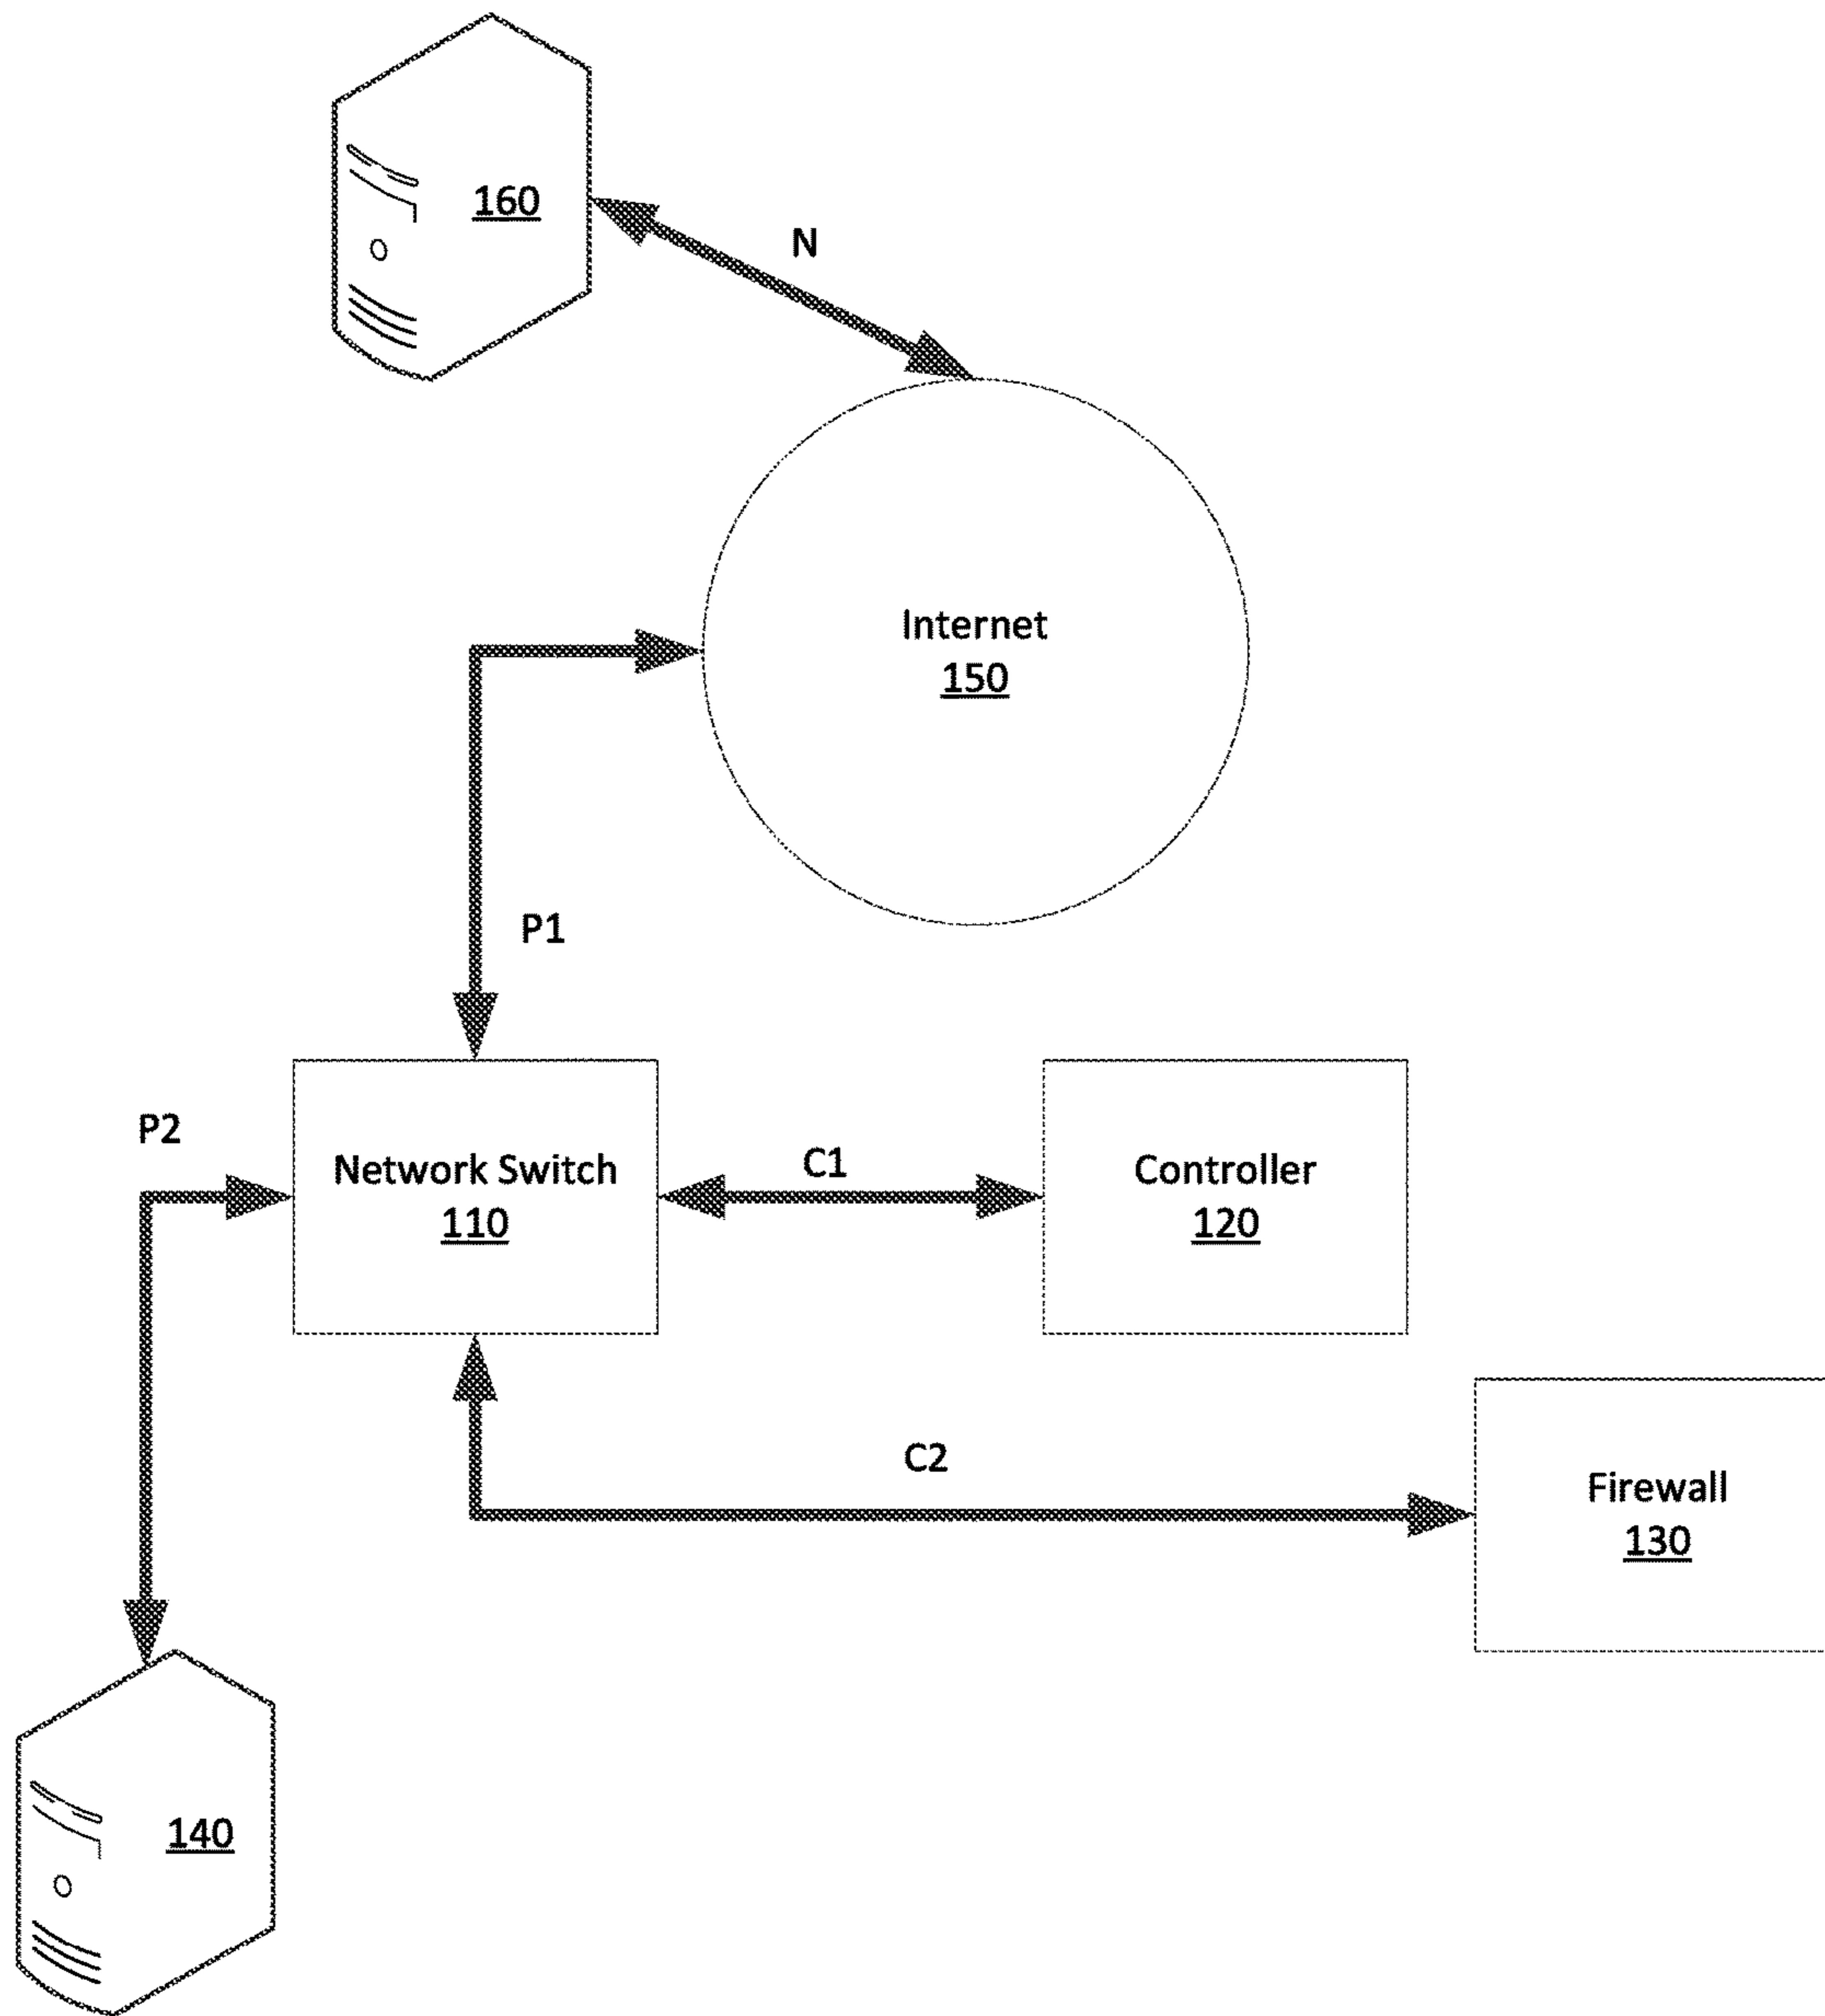 160
N
Internet
150
P1
P2
Network Switch
110
C1
Controller
120
C2
Firewall
130
140